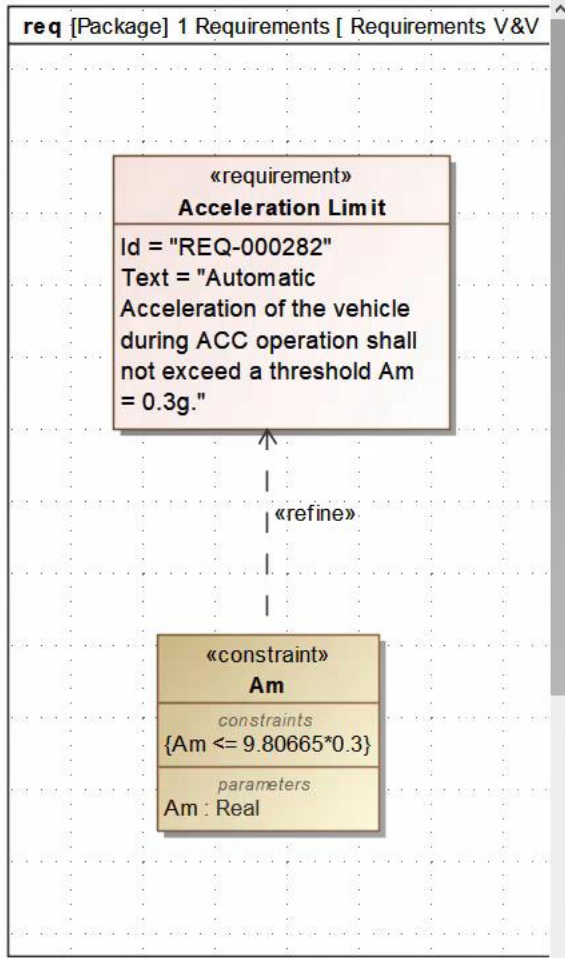 req [Package] 1 Requirements [ Requirements V&V
«requirement»
Acceleration Limit
Id = "REQ-000282"
Text = "Automatic
Acceleration of the vehicle
during ACC operation shall
not exceed a threshold Am
= 0.3g."
«refine»
«constraint»
Am
constraints
{Am <= 9.80665*0.3}
parameters
Am : Real